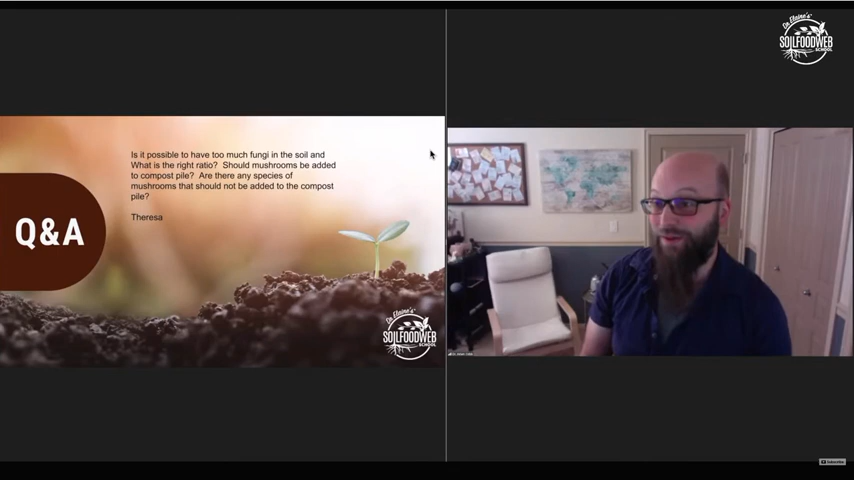 Dr. Elaine's
SOILFOODWEB
SCHOOL
Is it possible to have too much fungi in the soil and
What is the right ratio?  Should mushrooms be added
to compost pile?  Are there any species of
mushrooms that should not be added to the compost
pile?
Theresa
Q&A
Dr. Elaine's
SOILFOODWEB
SCHOOL
Subscribe